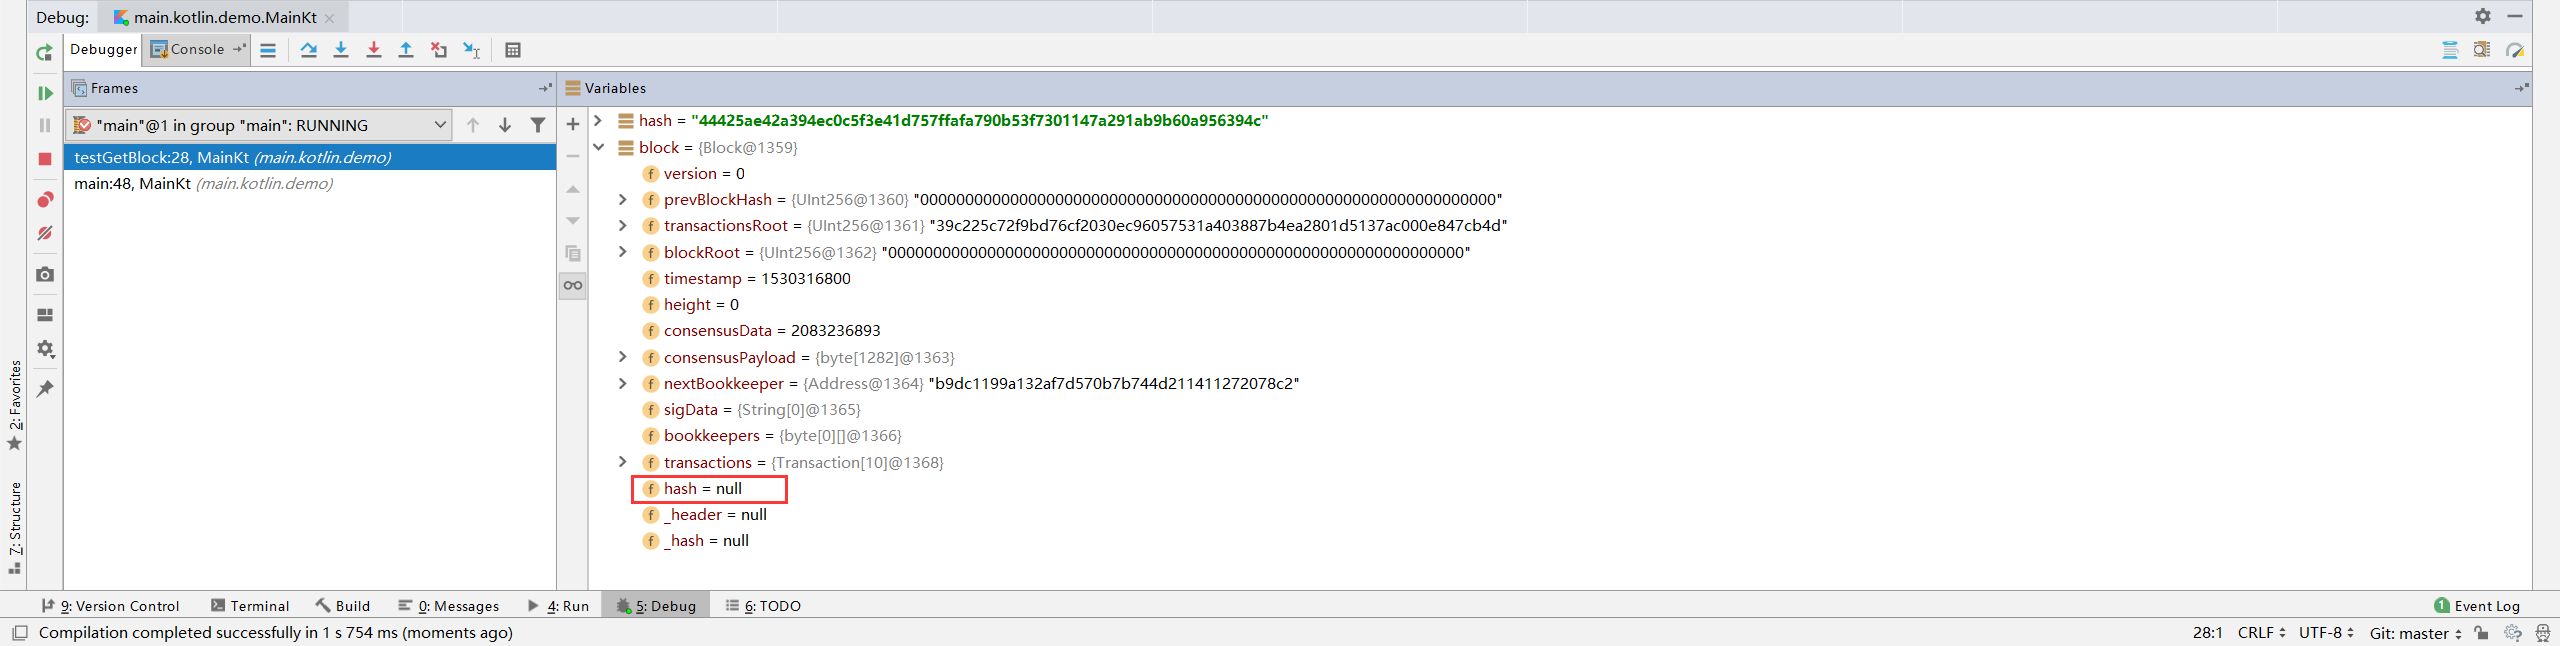 Debug: main.kotlin.demo.MainKt
Debugger Console
Frames
Variables
"main"@1 in group "main": RUNNING
testGetBlock:28, MainKt (main.kotlin.demo)
main:48, MainKt (main.kotlin.demo)
hash = "44425ae42a394ec0c5f3e41d757ffafa790b53f7301147a291ab9b60a956394c"
block = {Block@1359}
f version = 0
f prevBlockHash = {UInt256@1360} "0000000000000000000000000000000000000000000000000000000000000000"
f transactionsRoot = {UInt256@1361} "39c225c72f9bd76cf2030ec96057531a403887b4ea2801d5137ac000e847cb4d"
f blockRoot = {UInt256@1362} "0000000000000000000000000000000000000000000000000000000000000000"
f timestamp = 1530316800
f height = 0
f consensusData = 2083236893
f consensusPayload = {byte[1282]@1363}
f nextBookkeeper = {Address@1364} "b9dc1199a132af7d570b7b744d211411272078c2"
f sigData = {String[0]@1365}
f bookkeepers = {byte[0][]@1366}
f transactions = {Transaction[10]@1368}
f hash = null
f _header = null
f _hash = null
2: Favorites
7: Structure
9: Version Control Terminal Build 0: Messages 4: Run 5: Debug 6: TODO
1 Event Log
Compilation completed successfully in 1 s 754 ms (moments ago)
28:1 CRLF UTF-8 Git: master